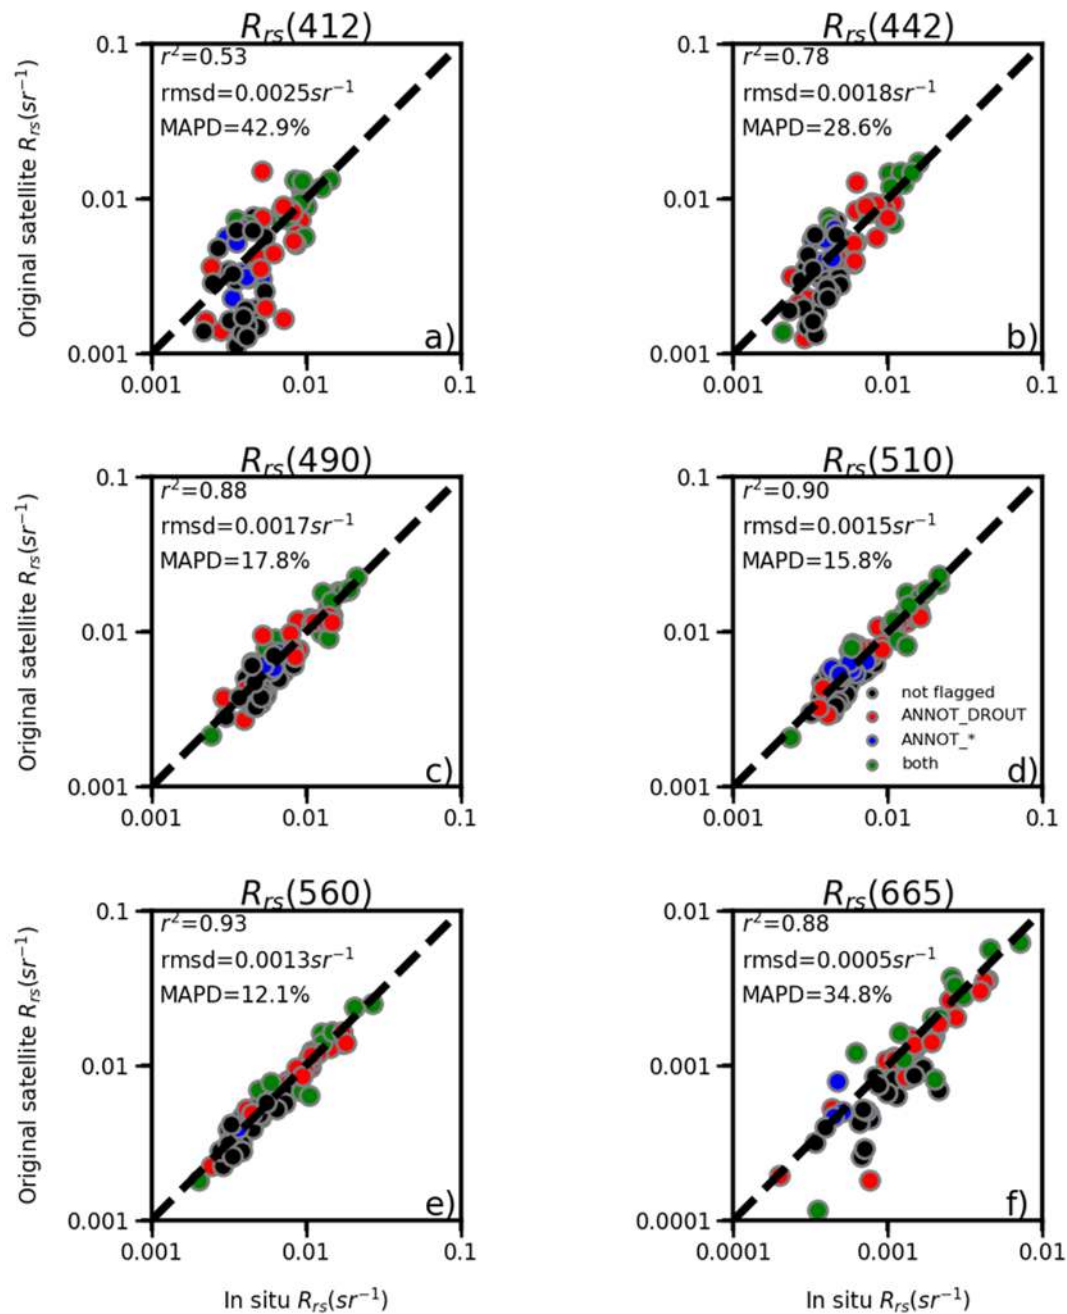 Rrs(412)
0.1
r²=0.53
rmsd=0.0025sr⁻¹
MAPD=42.9%
0.01
a)
0.001
0.001 0.01 0.1
Original satellite Rrs(sr⁻¹)
Rrs(442)
0.1
r²=0.78
rmsd=0.0018sr⁻¹
MAPD=28.6%
0.01
b)
0.001
0.001 0.01 0.1
Rrs(490)
0.1
r²=0.88
rmsd=0.0017sr⁻¹
MAPD=17.8%
0.01
c)
0.001
0.001 0.01 0.1
Original satellite Rrs(sr⁻¹)
Rrs(510)
0.1
r²=0.90
rmsd=0.0015sr⁻¹
MAPD=15.8%
0.01
not flagged
ANNOT_DROUT
ANNOT_*
both
d)
0.001
0.001 0.01 0.1
Rrs(560)
0.1
r²=0.93
rmsd=0.0013sr⁻¹
MAPD=12.1%
0.01
e)
0.001
0.001 0.01 0.1
Original satellite Rrs(sr⁻¹)
In situ Rrs(sr⁻¹)
Rrs(665)
0.01
r²=0.88
rmsd=0.0005sr⁻¹
MAPD=34.8%
0.001
f)
0.0001
0.0001 0.001 0.01
In situ Rrs(sr⁻¹)